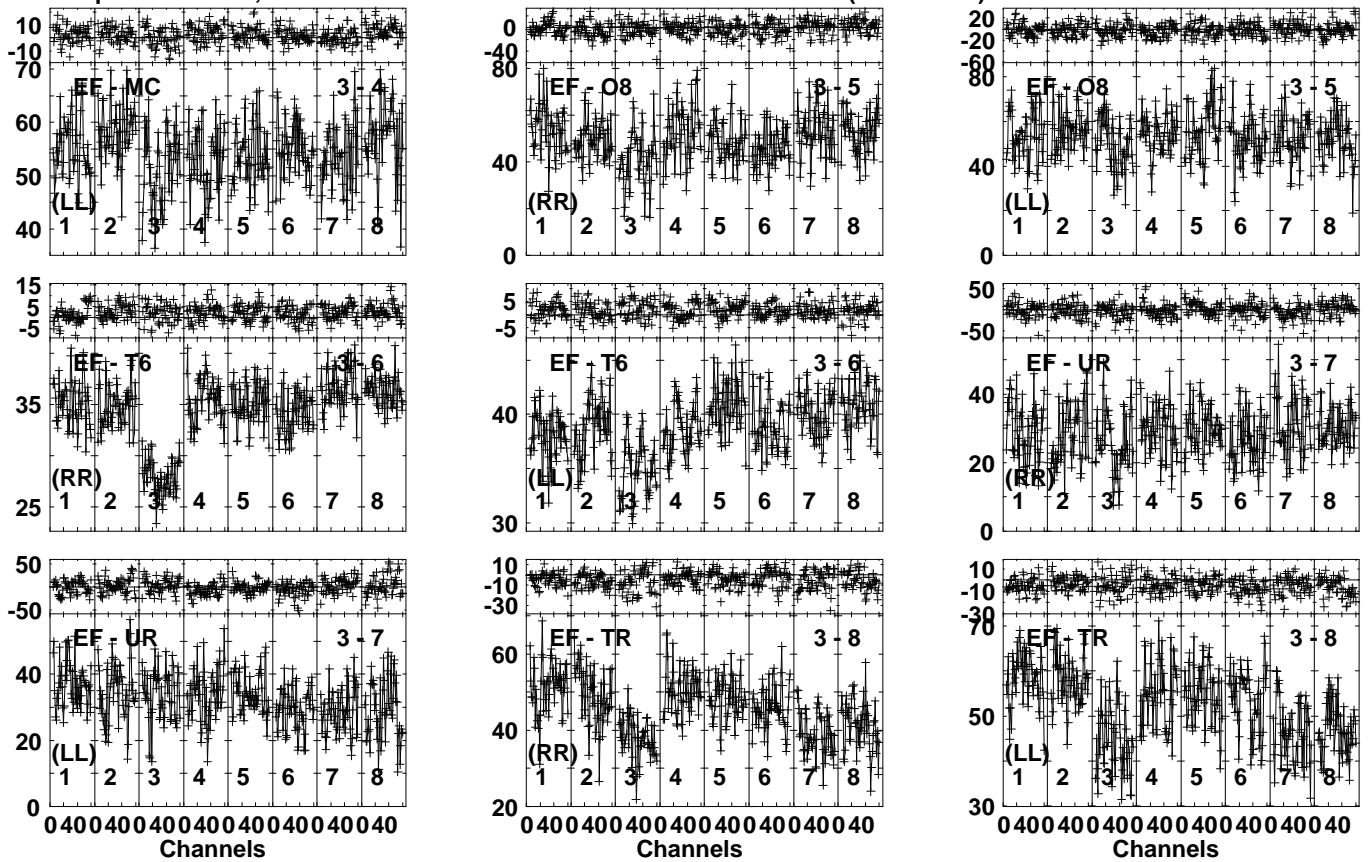 10 0 20
-10 -40 -20
-60
70 EF - MC 3 - 4 80 EF - O8 3 - 5 80 EF - O8 3 - 5
60
50 40 40
(LL) (RR) (LL)
40 1 2 3 4 5 6 7 8 1 2 3 4 5 6 7 8 1 2 3 4 5 6 7 8
0 0
15 5 50
5
-5 -5 -50
EF - T6 3 - 6 EF - T6 3 - 6 EF - UR 3 - 7
35 40 40
20
(RR) (LL) (RR)
25 1 2 3 4 5 6 7 8 1 2 3 4 5 6 7 8 1 2 3 4 5 6 7 8
30 0
50 10 10
-10 -10
-50 -30 -30
EF - UR 3 - 7 EF - TR 3 - 8 70 EF - TR 3 - 8
40 60 50
20 40
(LL) (RR) (LL)
1 2 3 4 5 6 7 8 1 2 3 4 5 6 7 8 1 2 3 4 5 6 7 8
0 20 30
0 40 0 40 0 40 0 40 0 40 0 40 0 40 0 40 0 40 0 40 0 40 0 40 0 40 0 40 0 40 0 40 0 40 0 40 0 40 0 40 0 40 0 40 0 40 0 40
Channels Channels Channels